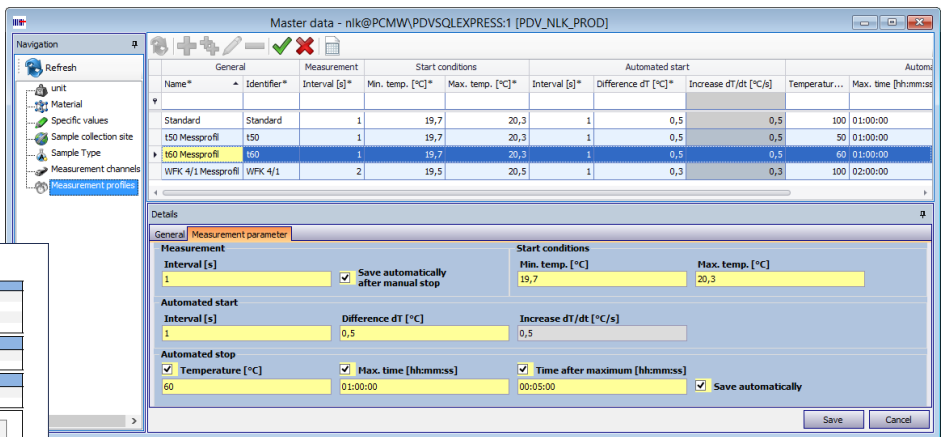 Master data - nlk@PCMW\PDVSQLEXPRESS:1 [PDV_NLK_PROD]
Navigation
Refresh
unit
Material
Specific values
Sample collection site
Sample Type
Measurement channels
Measurement profiles
General Measurement Start conditions Automated start Automa
Name* Identifier* Interval [s]* Min. temp. [°C]* Max. temp. [°C]* Interval [s]* Difference dT [°C]* Increase dT/dt [°C/s] Temperatur... Max. time [hh:mm:ss
Standard Standard 1 19,7 20,3 1 0,5 0,5 100 01:00:00
t50 Messprofil t50 1 19,7 20,3 1 0,5 0,5 50 01:00:00
t60 Messprofil t60 1 19,7 20,3 1 0,5 0,5 60 01:00:00
WFK 4/1 Messprofil WFK 4/1 2 19,5 20,5 1 0,3 0,3 100 02:00:00
Details
General Measurement parameter
Measurement Start conditions
Interval [s] Save automatically after manual stop Min. temp. [°C] Max. temp. [°C]
1 19,7 20,3
Automated start
Interval [s] Difference dT [°C] Increase dT/dt [°C/s]
1 0,5 0,5
Automated stop
Temperature [°C] Max. time [hh:mm:ss] Time after maximum [hh:mm:ss]
60 01:00:00 00:05:00 Save automatically
Save Cancel